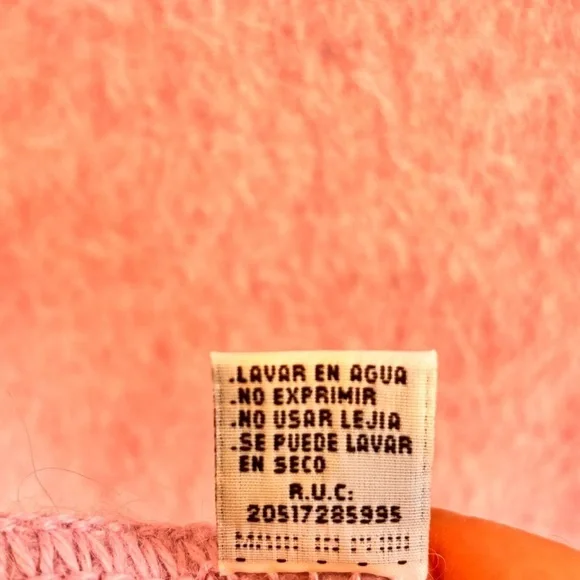 .LAVAR EN AGUA
.NO EXPRIMIR
.NO USAR LEJIA
.SE PUEDE LAVAR
EN SECO
R.U.C:
20517285995